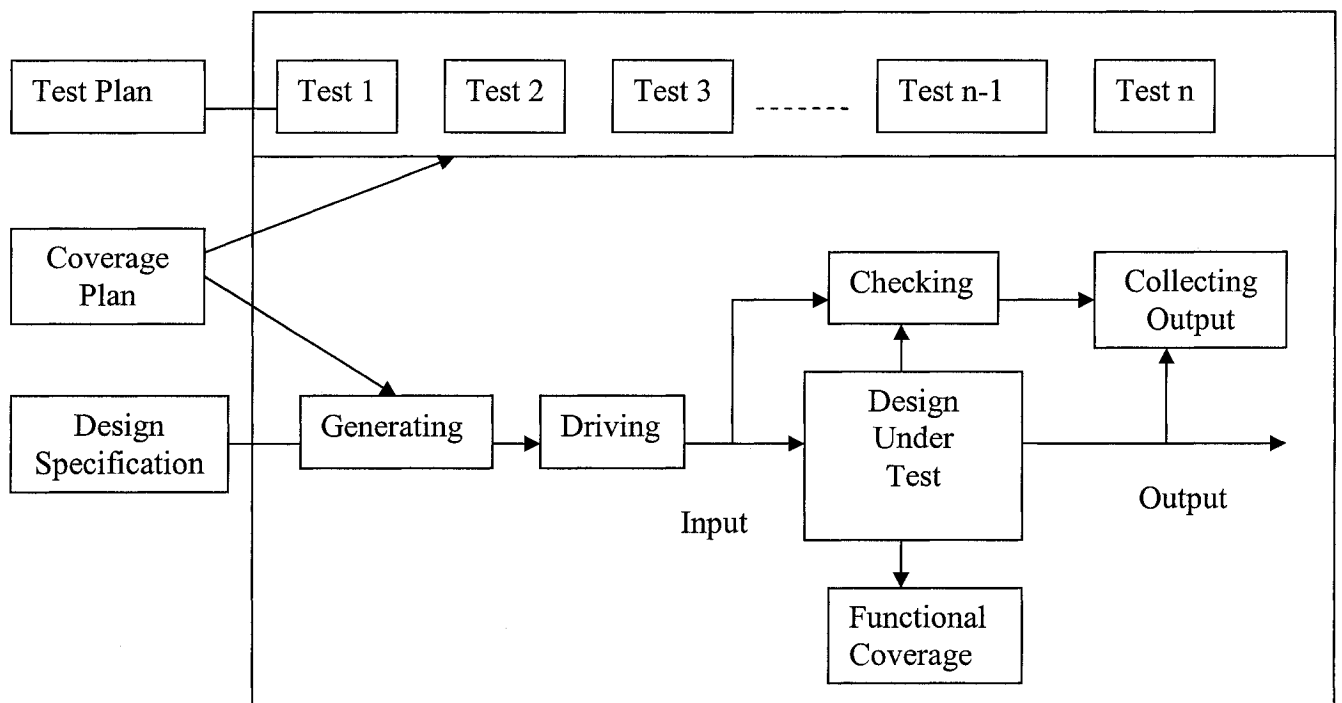 Test Plan
Test 1
Test 2
Test 3
Test n-1
Test n
Coverage
Plan
Checking
Collecting
Output
Design
Specification
Generating
Driving
Design
Under
Test
Input
Output
Functional
Coverage